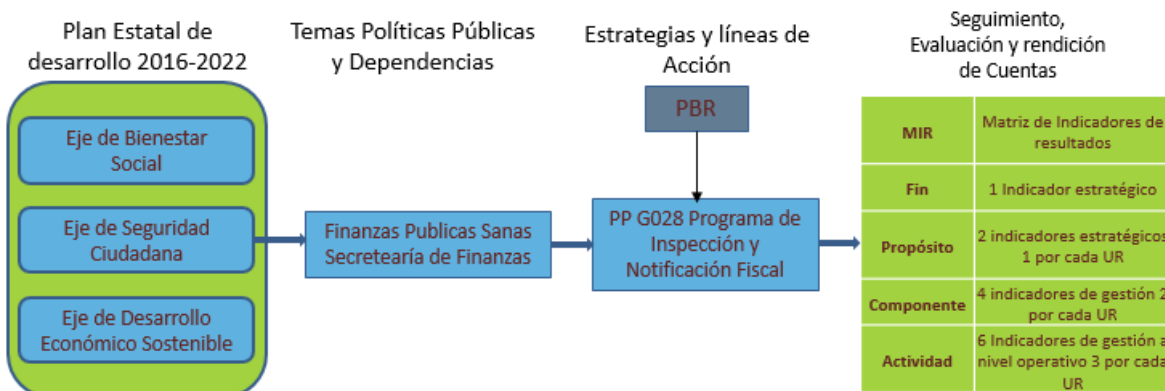 Plan Estatal de
desarrollo 2016-2022
Eje de Bienestar
Social
Eje de Seguridad
Ciudadana
Eje de Desarrollo
Económico Sostenible
Temas Políticas Públicas
y Dependencias
Finanzas Publicas Sanas
Secretearía de Finanzas
Estrategias y líneas de
Acción
PBR
PP G028 Programa de
Inspección y
Notificación Fiscal
Seguimiento,
Evaluación y rendición
de Cuentas
MIR
Matriz de Indicadores de
resultados
Fin
1 Indicador estratégico
Propósito
2 indicadores estratégicos
1 por cada UR
Componente
4 indicadores de gestión 2
por cada UR
Actividad
6 Indicadores de gestión a
nivel operativo 3 por cada
UR